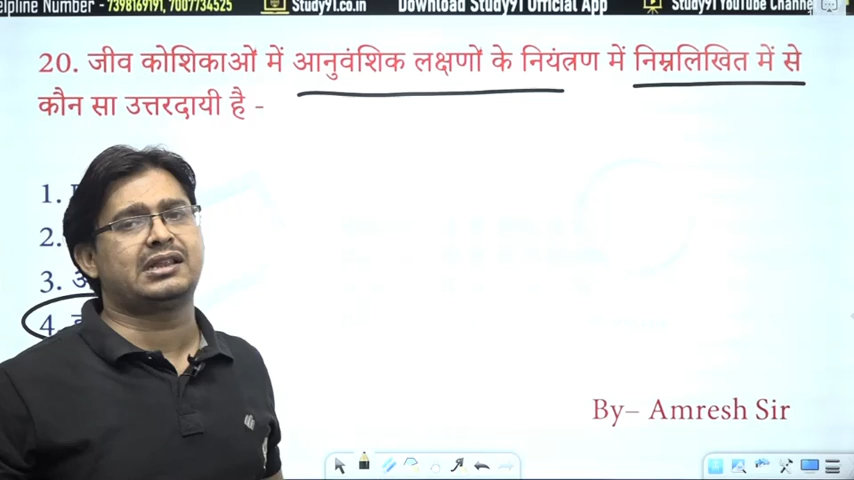 elpline Number - 7398169191, 7007734525
Study91.co.in
Download Study91 Official App
Study91 YouTube Channe
20. जीव कोशिकाओं में आनुवंशिक लक्षणों के नियंत्रण में निम्नलिखित में से
कौन सा उत्तरदायी है -
1.
2.
3.
4.
By– Amresh Sir